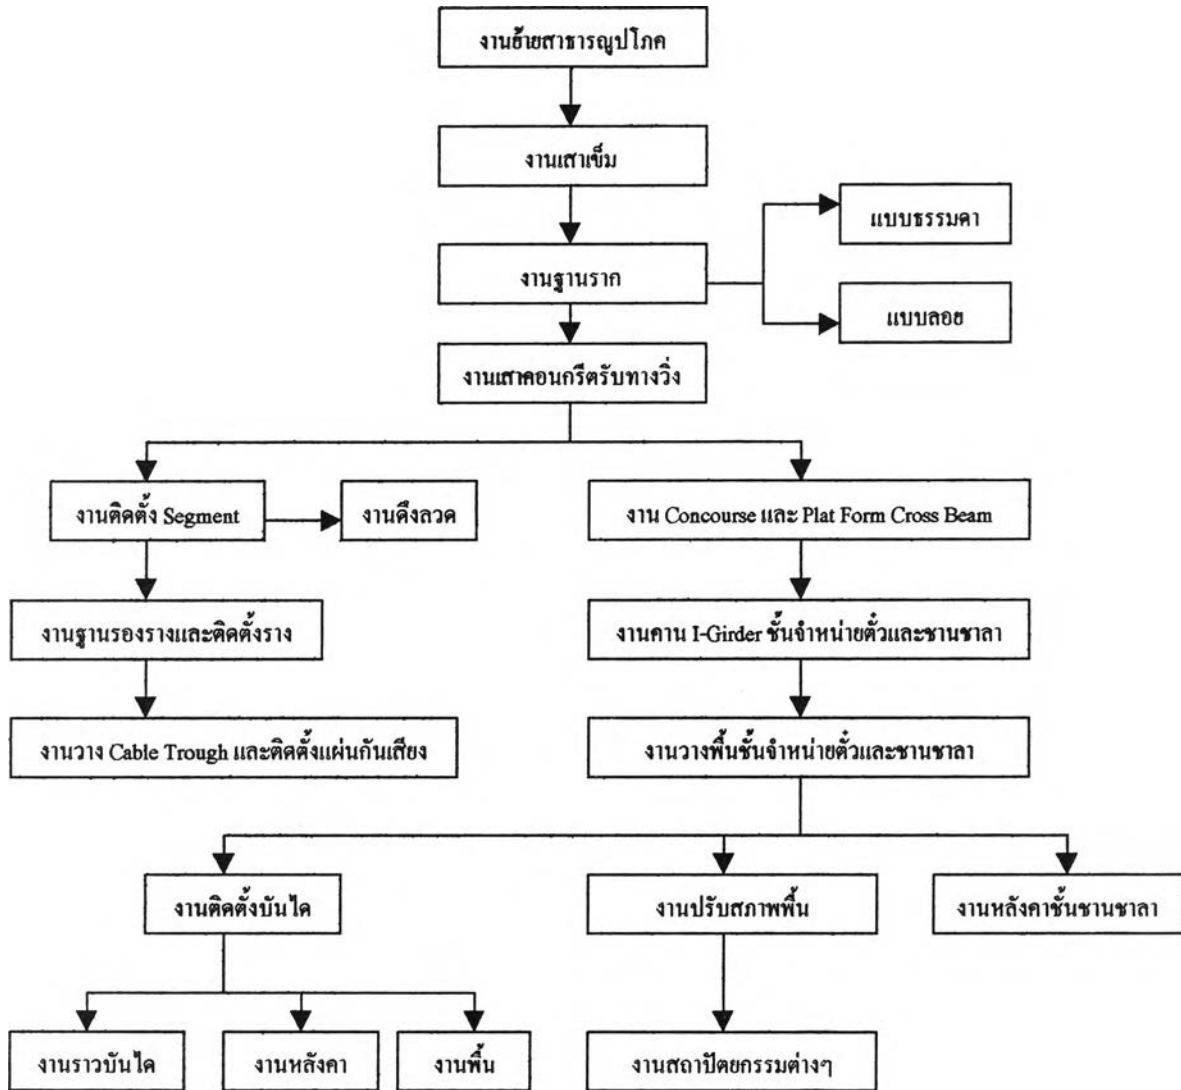 งานย้ายสาธารณูปโภค
งานเสาเข็ม
แบบธรรมดา
งานฐานราก
แบบลอย
งานเสาคอนกรีตรับทางวิ่ง
งานติดตั้ง Segment
งานดึงลวด
งาน Concourse และ Plat Form Cross Beam
งานฐานรองรางและติดตั้งราง
งานคาน I-Girder ชั้นจำหน่ายตั๋วและชานชาลา
งานวาง Cable Trough และติดตั้งแผ่นกันเสียง
งานวางพื้นชั้นจำหน่ายตั๋วและชานชาลา
งานติดตั้งบันได
งานปรับสภาพพื้น
งานหลังคาชั้นชานชาลา
งานราวบันได
งานหลังคา
งานพื้น
งานสถาปัตยกรรมต่างๆ